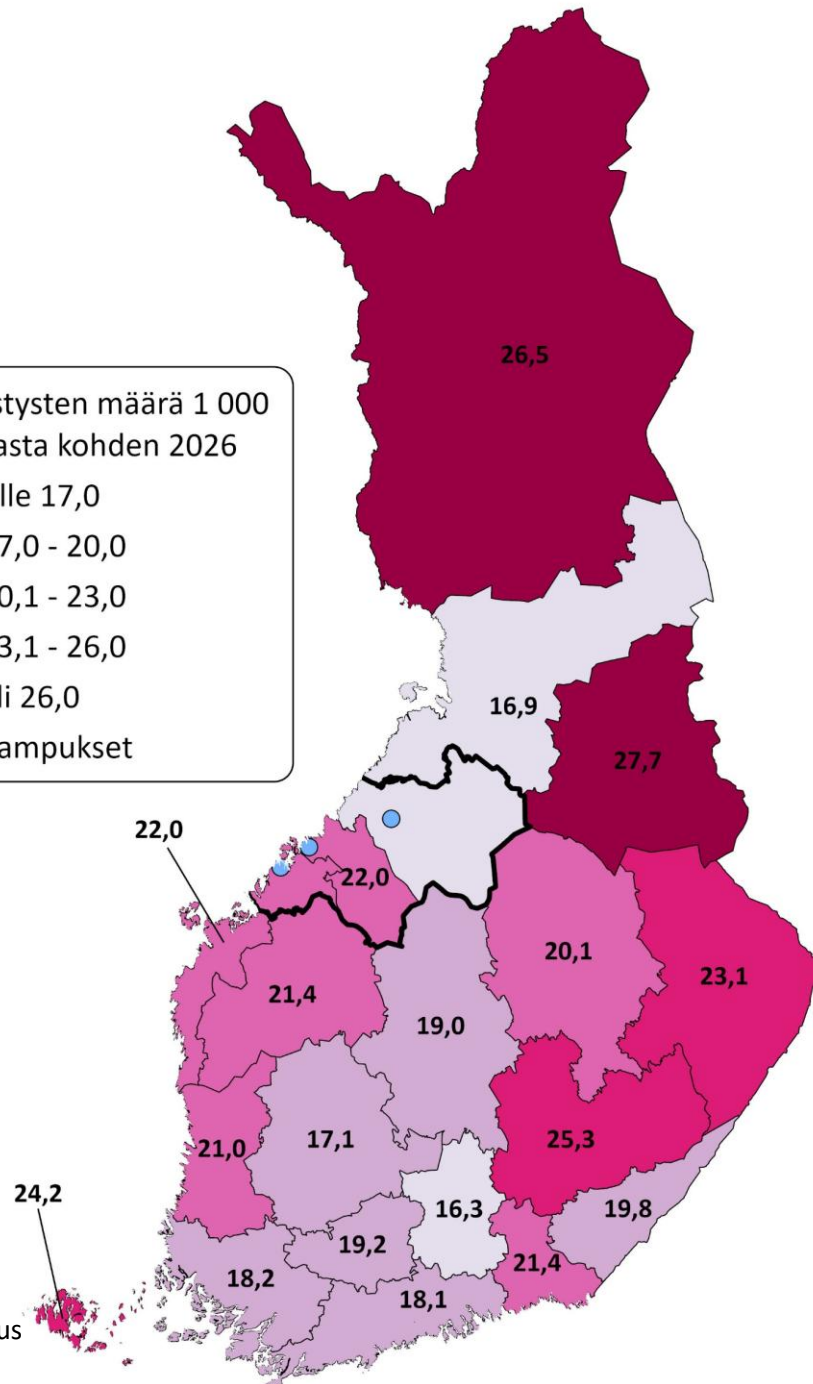 26,5
stysten määrä 1 000
asta kohden 2026
lle 17,0
7,0 - 20,0
0,1 - 23,0
3,1 - 26,0
li 26,0
ampukset
16,9
27,7
22,0
22,0
20,1
23,1
21,4
19,0
17,1
25,3
21,0
24,2
16,3
19,8
19,2
21,4
18,2
18,1
us